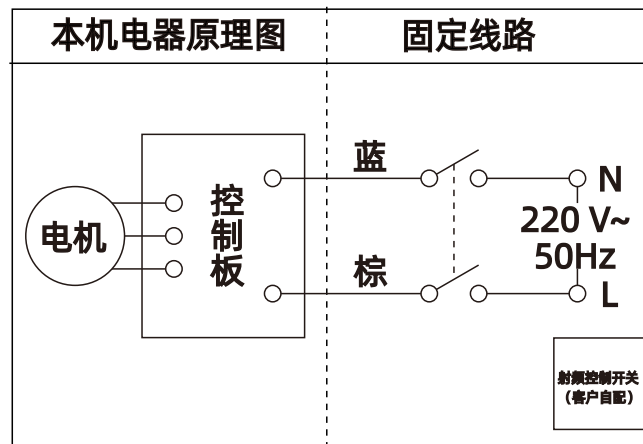 本机电器原理图
固定线路
蓝
N
控
制
板
电机
220 V~
50Hz
棕
L
射频控制开关
（客户自配）